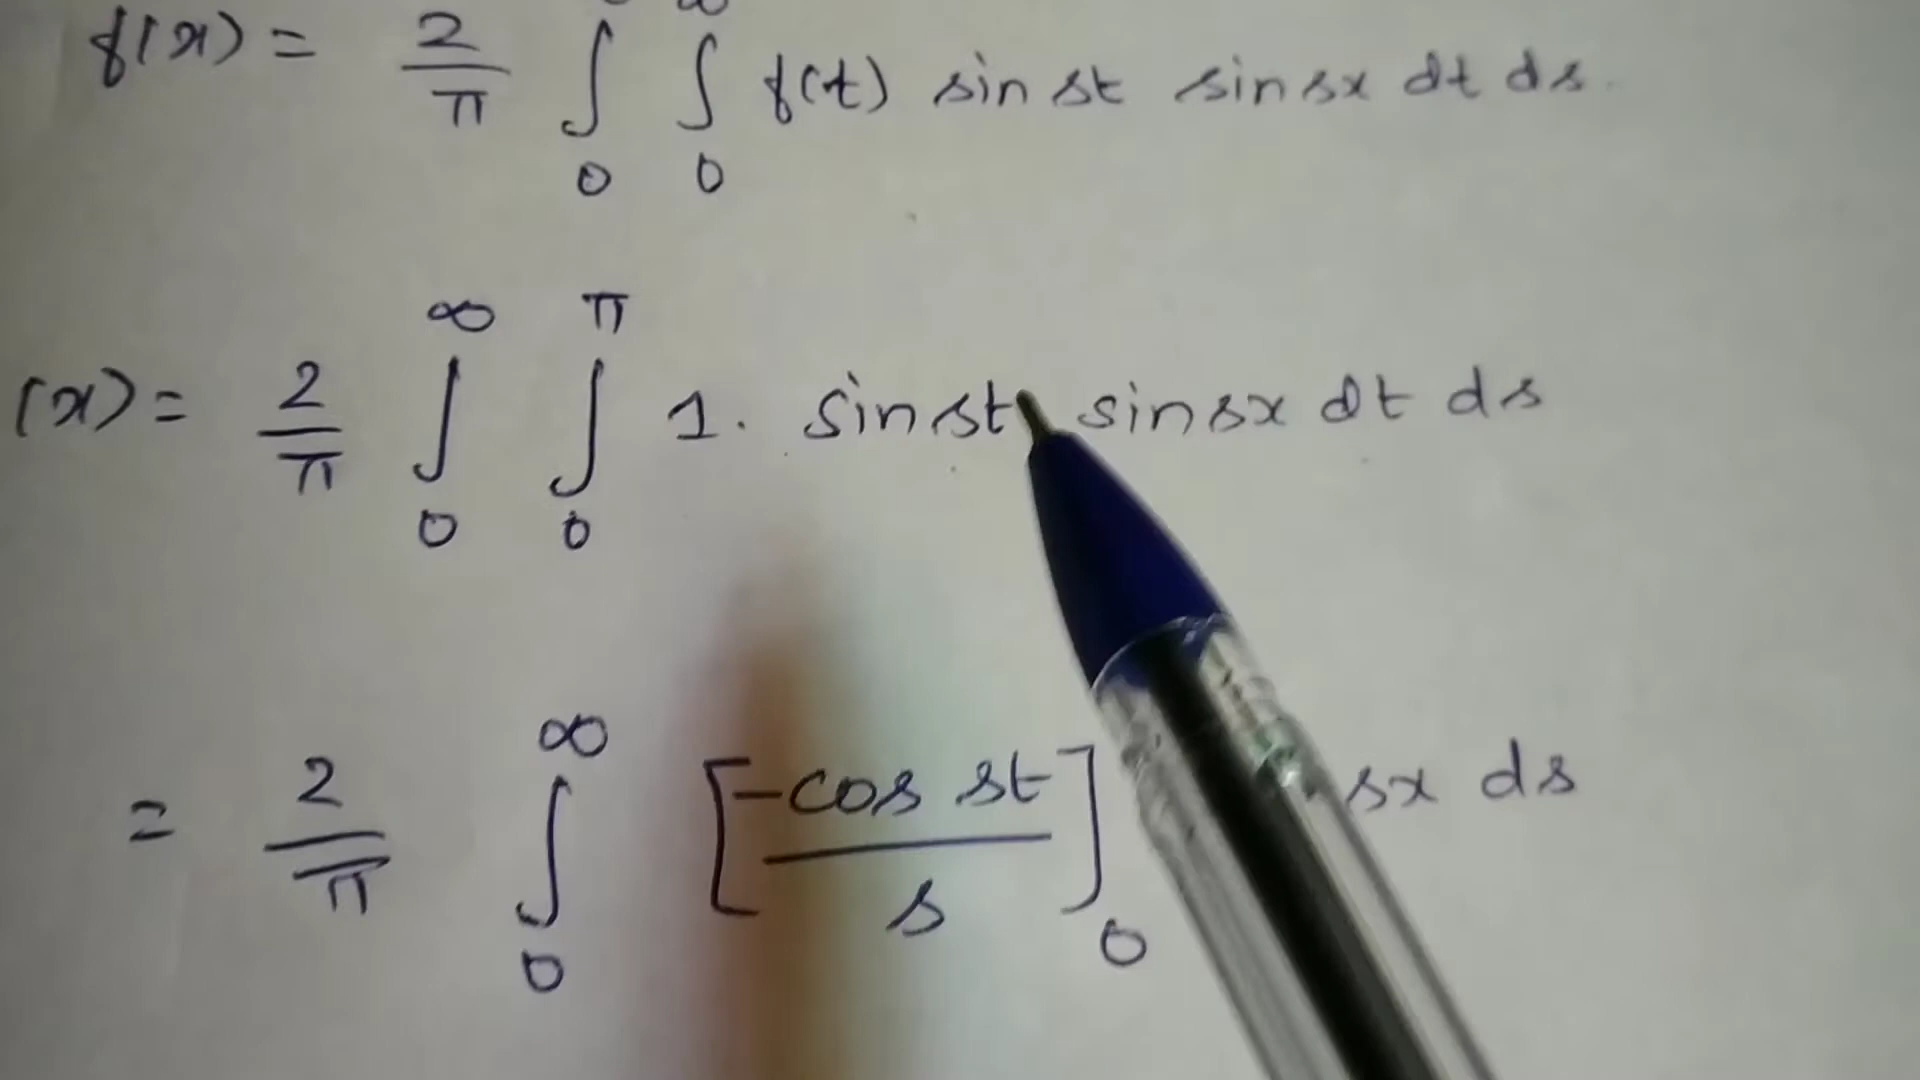 f(x) = 2/π ∫₀ ∫₀^∞ f(t) sin st sin sx dt ds.
(x) = 2/π ∫₀^∞ ∫₀^π 1. sin st sin sx dt ds
= 2/π ∫₀^∞ [-cos st / s]₀ sx ds